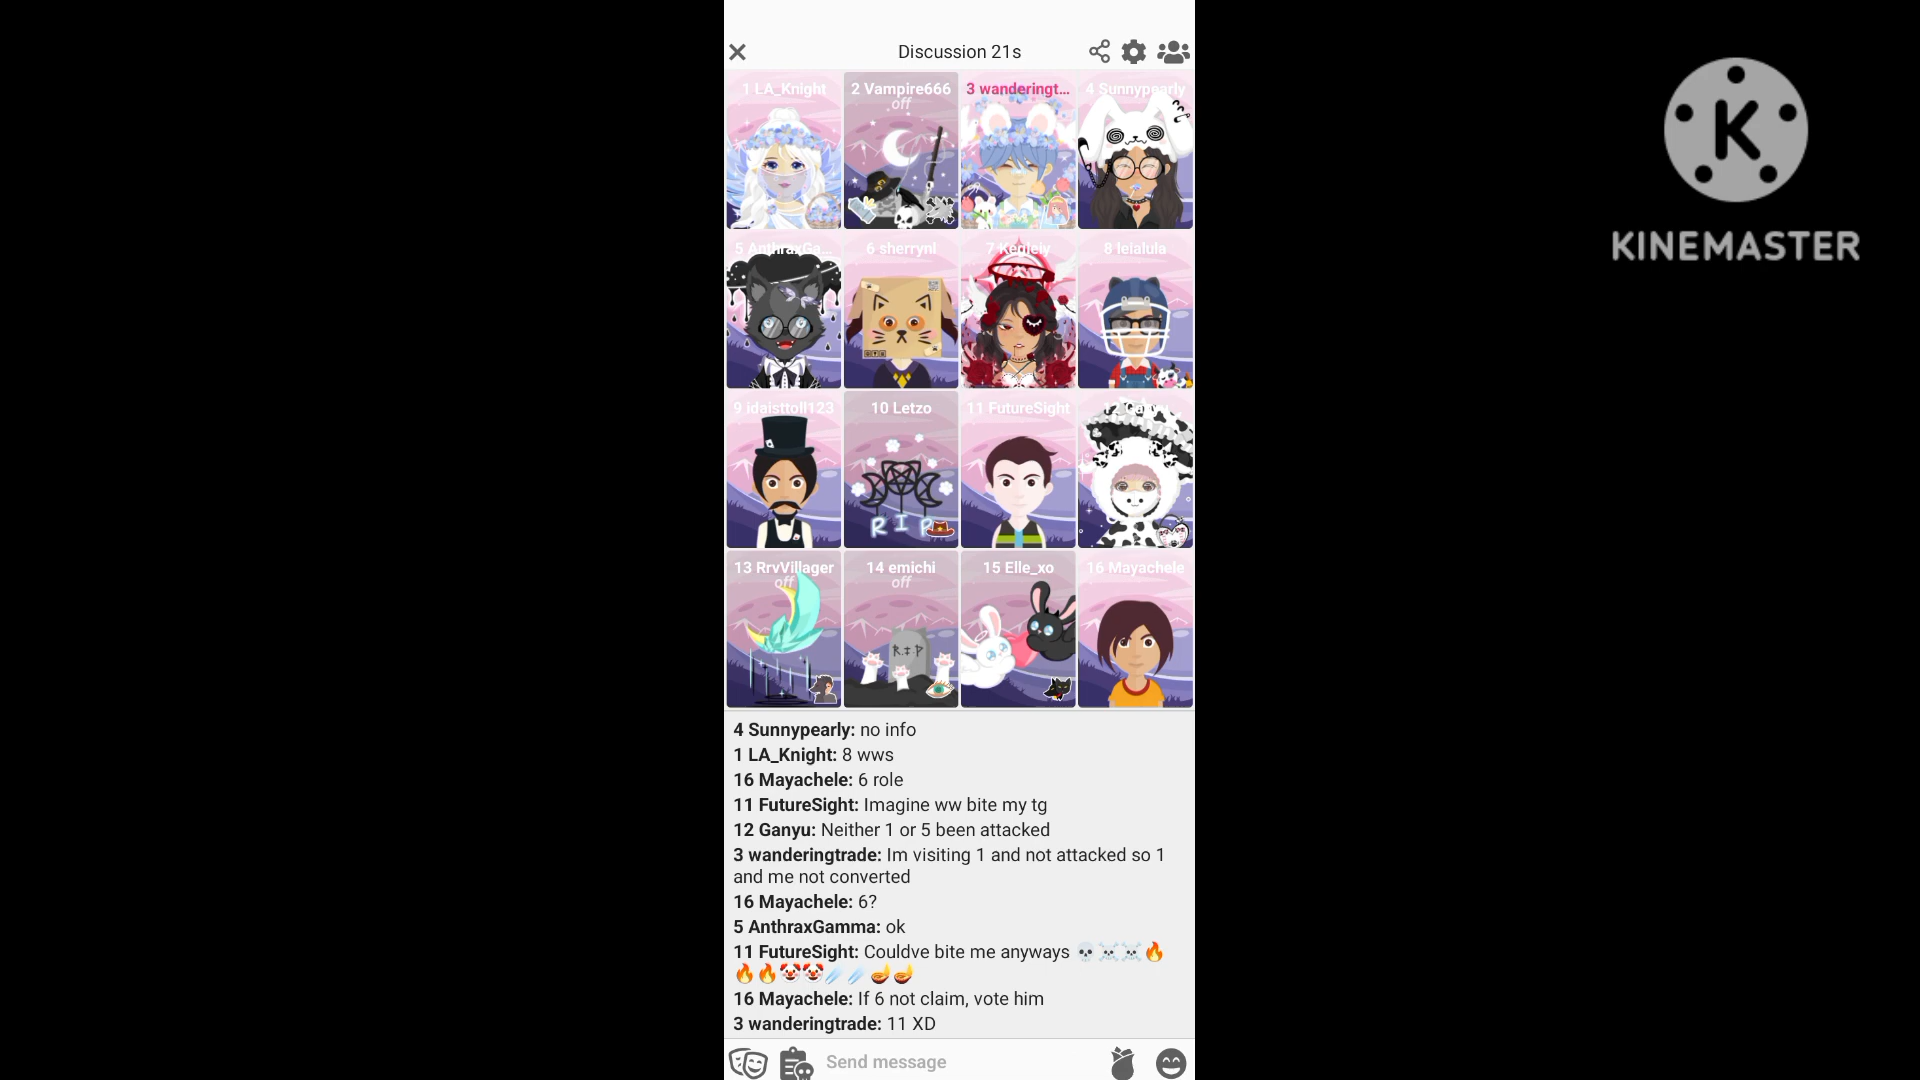 Discussion 21s
1 LA_Knight
2 Vampire666
off
3 wanderingt...
4 Sunnypearly
5 AnthraxGa...
6 sherrynl
7 Kenleiy
8 leialula
9 idaisttoll123
10 Letzo
RIP
11 FutureSight
12 Ganyu
13 RrvVillager
off
14 emichi
off
R.I.P
15 Elle_xo
16 Mayachele
4 Sunnypearly: no info
1 LA_Knight: 8 wws
16 Mayachele: 6 role
11 FutureSight: Imagine ww bite my tg
12 Ganyu: Neither 1 or 5 been attacked
3 wanderingtrade: Im visiting 1 and not attacked so 1
and me not converted
16 Mayachele: 6?
5 AnthraxGamma: ok
11 FutureSight: Couldve bite me anyways 💀☠️☠️🔥
🔥🔥🤡🤡☄️☄️🪔🪔
16 Mayachele: If 6 not claim, vote him
3 wanderingtrade: 11 XD
Send message
K
KINEMASTER